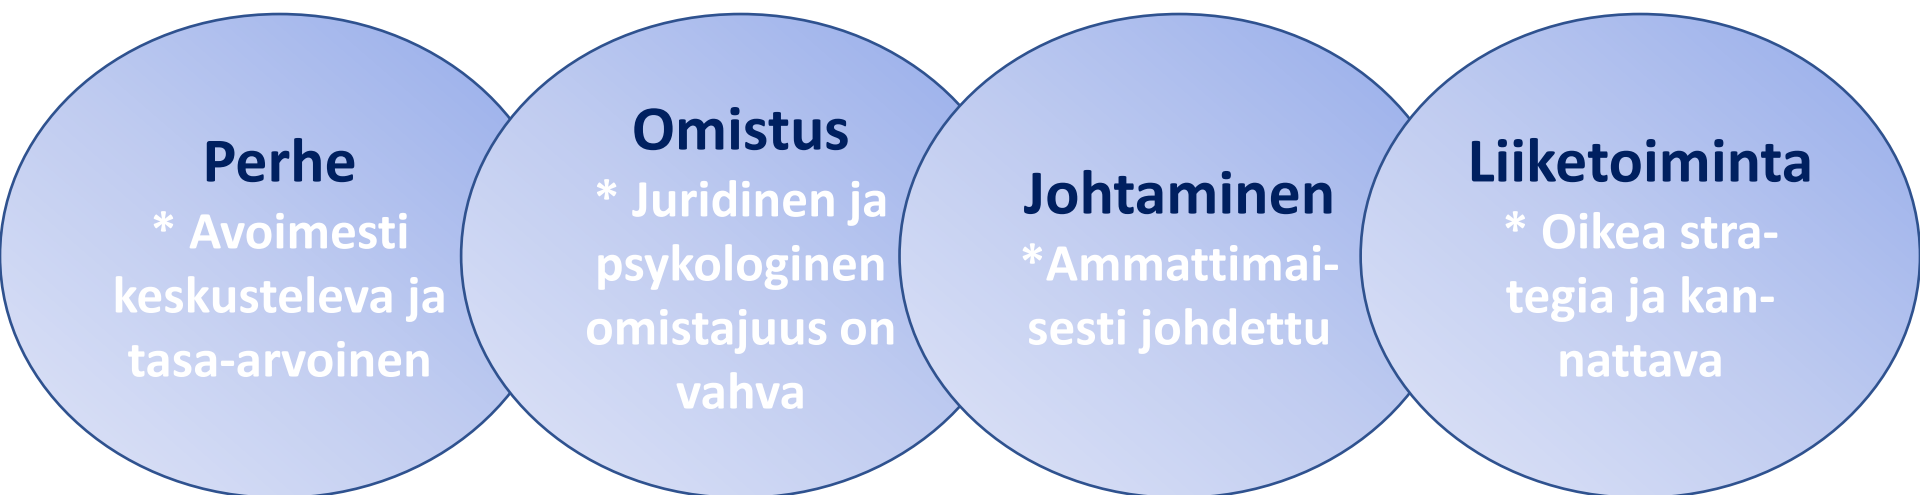 Perhe
* Avoimesti
keskusteleva ja
tasa-arvoinen
Omistus
* Juridinen ja
psykologinen
omistajuus on
vahva
Johtaminen
*Ammattimai-
sesti johdettu
Liiketoiminta
* Oikea stra-
tegia ja kan-
nattava